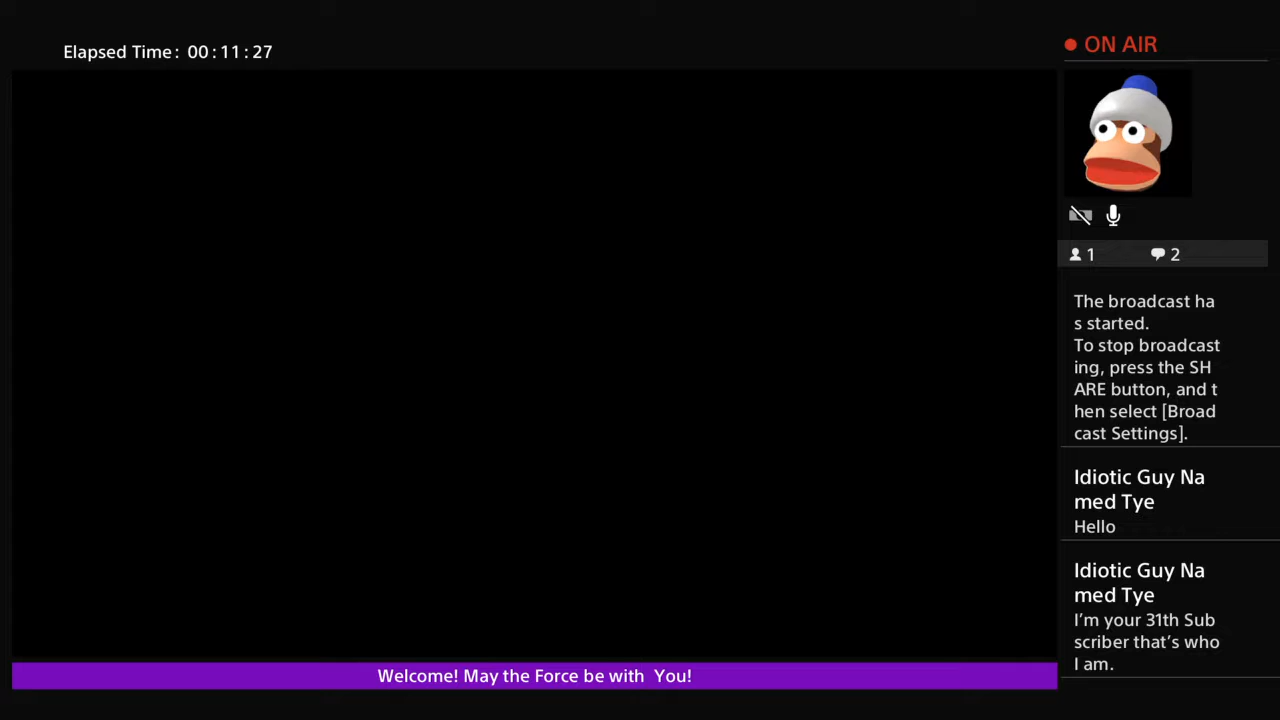 Elapsed Time: 00:11:27
ON AIR
1 2
The broadcast ha
s started.
To stop broadcast
ing, press the SH
ARE button, and t
hen select [Broad
cast Settings].
Idiotic Guy Na
med Tye
Hello
Idiotic Guy Na
med Tye
I'm your 31th Sub
scriber that's who
I am.
Welcome! May the Force be with  You!